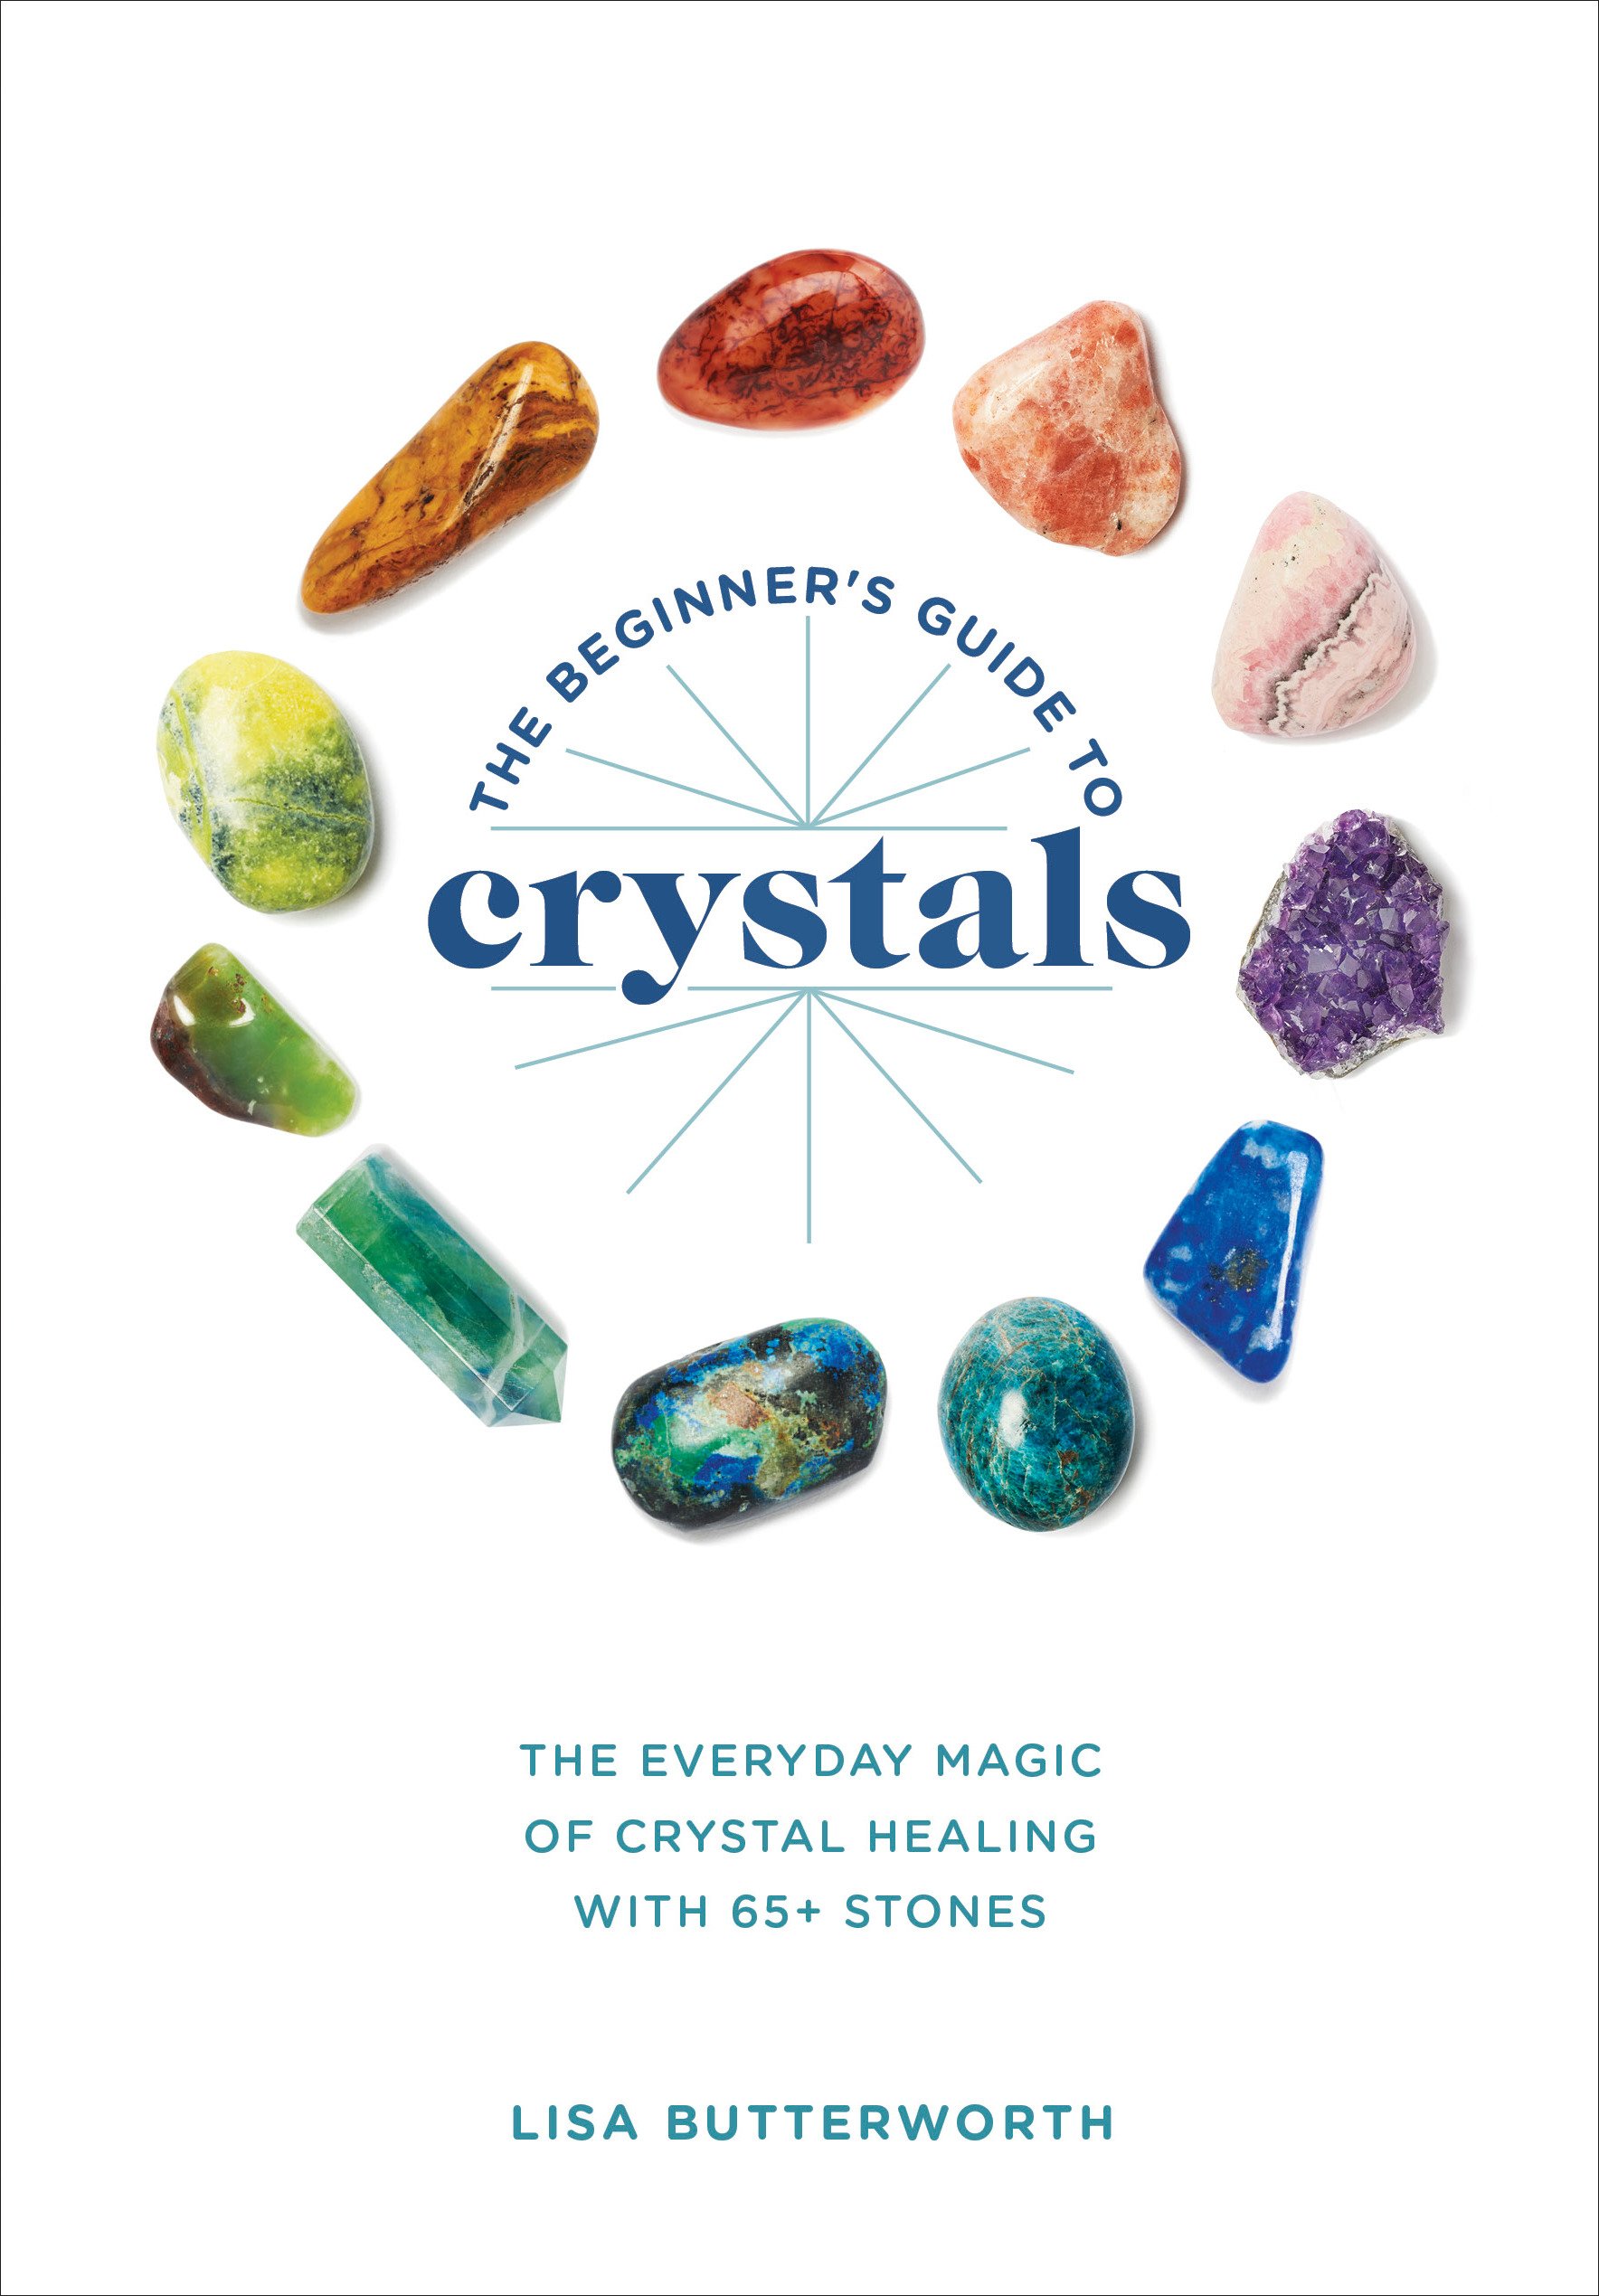 THE BEGINNER'S GUIDE TO
crystals
THE EVERYDAY MAGIC
OF CRYSTAL HEALING
WITH 65+ STONES
LISA BUTTERWORTH